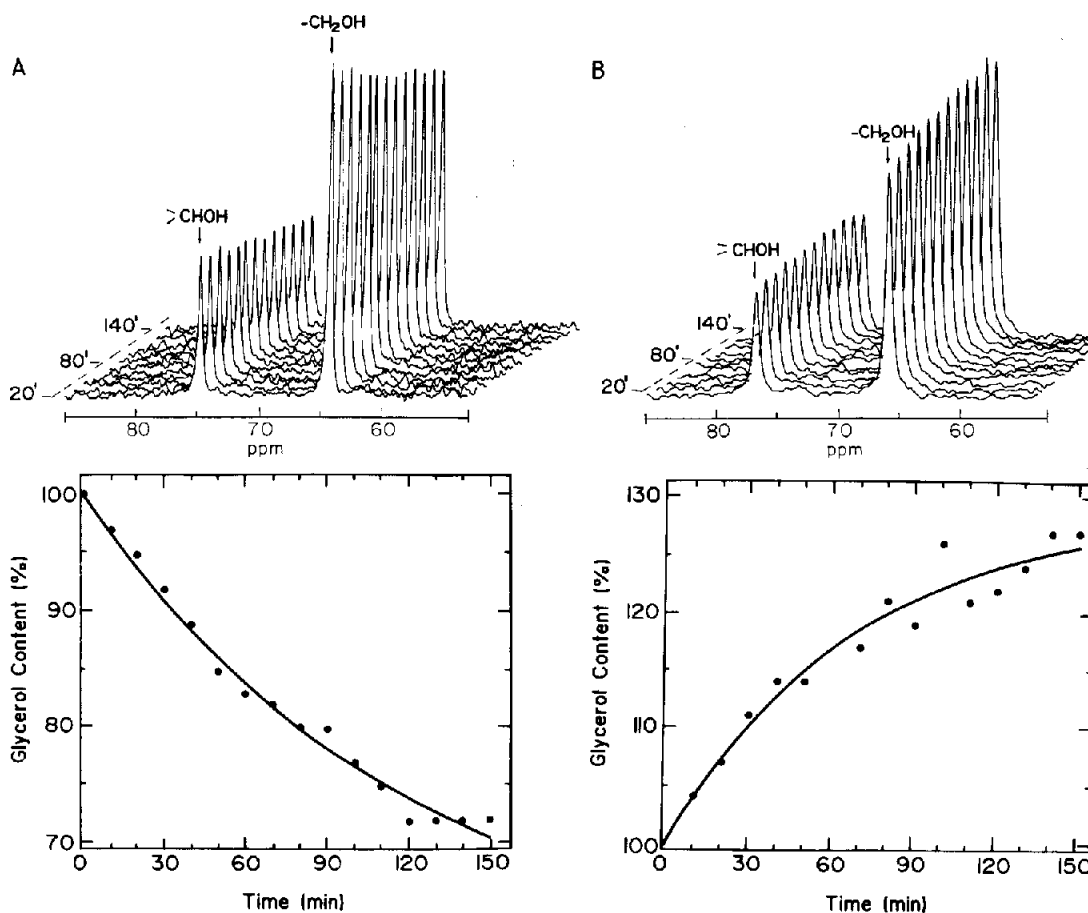 A
-CH₂OH
>CHOH
140'
80'
20'
80
70
60
ppm
B
-CH₂OH
>CHOH
140'
80'
20'
80
70
60
ppm
100
90
80
70
Glycerol Content (%)
0
30
60
90
120
150
Time (min)
130
120
110
100
Glycerol Content (%)
0
30
60
90
120
150
Time (min)